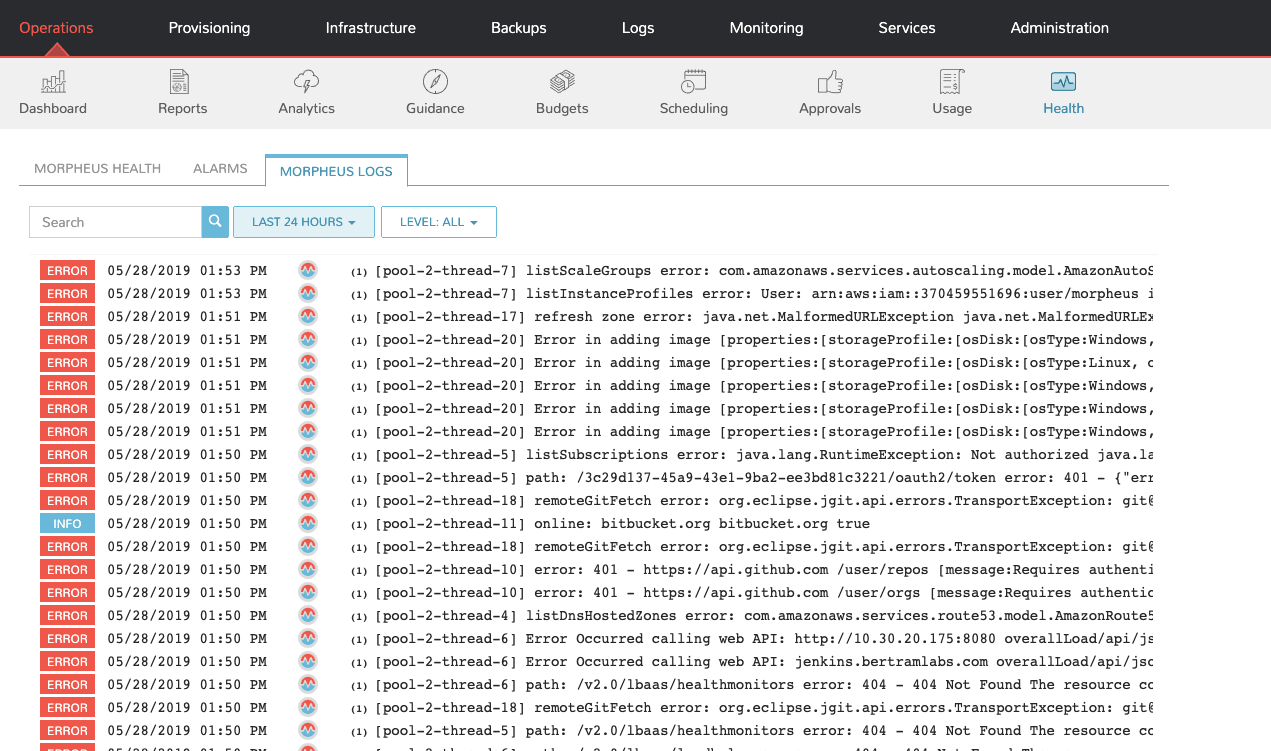 Operations Provisioning Infrastructure Backups Logs Monitoring Services Administration
Dashboard Reports Analytics Guidance Budgets Scheduling Approvals Usage Health
MORPHEUS HEALTH ALARMS MORPHEUS LOGS
Search LAST 24 HOURS LEVEL: ALL
ERROR 05/28/2019 01:53 PM (1) [pool-2-thread-7] listScaleGroups error: com.amazonaws.services.autoscaling.model.AmazonAutoS
ERROR 05/28/2019 01:53 PM (1) [pool-2-thread-7] listInstanceProfiles error: User: arn:aws:iam::370459551696:user/morpheus i
ERROR 05/28/2019 01:51 PM (1) [pool-2-thread-17] refresh zone error: java.net.MalformedURLException java.net.MalformedURLEx
ERROR 05/28/2019 01:51 PM (1) [pool-2-thread-20] Error in adding image [properties:[storageProfile:[osDisk:[osType:Windows,
ERROR 05/28/2019 01:51 PM (1) [pool-2-thread-20] Error in adding image [properties:[storageProfile:[osDisk:[osType:Linux, o
ERROR 05/28/2019 01:51 PM (1) [pool-2-thread-20] Error in adding image [properties:[storageProfile:[osDisk:[osType:Windows,
ERROR 05/28/2019 01:51 PM (1) [pool-2-thread-20] Error in adding image [properties:[storageProfile:[osDisk:[osType:Windows,
ERROR 05/28/2019 01:51 PM (1) [pool-2-thread-20] Error in adding image [properties:[storageProfile:[osDisk:[osType:Windows,
ERROR 05/28/2019 01:50 PM (1) [pool-2-thread-5] listSubscriptions error: java.lang.RuntimeException: Not authorized java.la
ERROR 05/28/2019 01:50 PM (1) [pool-2-thread-5] path: /3c29d137-45a9-43e1-9ba2-ee3bd81c3221/oauth2/token error: 401 - {"err
ERROR 05/28/2019 01:50 PM (1) [pool-2-thread-18] remoteGitFetch error: org.eclipse.jgit.api.errors.TransportException: git@
INFO 05/28/2019 01:50 PM (1) [pool-2-thread-11] online: bitbucket.org bitbucket.org true
ERROR 05/28/2019 01:50 PM (1) [pool-2-thread-18] remoteGitFetch error: org.eclipse.jgit.api.errors.TransportException: git@
ERROR 05/28/2019 01:50 PM (1) [pool-2-thread-10] error: 401 - https://api.github.com /user/repos [message:Requires authenti
ERROR 05/28/2019 01:50 PM (1) [pool-2-thread-10] error: 401 - https://api.github.com /user/orgs [message:Requires authentic
ERROR 05/28/2019 01:50 PM (1) [pool-2-thread-4] listDnsHostedZones error: com.amazonaws.services.route53.model.AmazonRoute5
ERROR 05/28/2019 01:50 PM (1) [pool-2-thread-6] Error Occurred calling web API: http://10.30.20.175:8080 overallLoad/api/js
ERROR 05/28/2019 01:50 PM (1) [pool-2-thread-6] Error Occurred calling web API: jenkins.bertramlabs.com overallLoad/api/jso
ERROR 05/28/2019 01:50 PM (1) [pool-2-thread-6] path: /v2.0/lbaas/healthmonitors error: 404 - 404 Not Found The resource co
ERROR 05/28/2019 01:50 PM (1) [pool-2-thread-18] remoteGitFetch error: org.eclipse.jgit.api.errors.TransportException: git@
ERROR 05/28/2019 01:50 PM (1) [pool-2-thread-5] path: /v2.0/lbaas/healthmonitors error: 404 - 404 Not Found The resource co